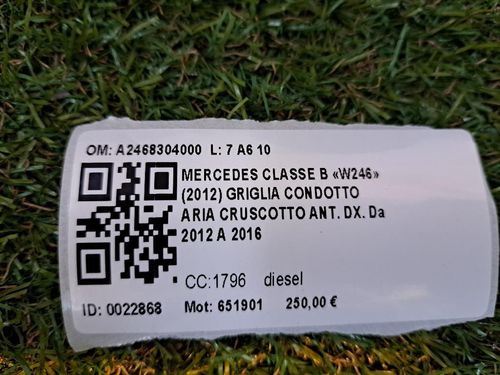 OM: A2468304000 L: 7 A6 10
MERCEDES CLASSE B «W246»
(2012) GRIGLIA CONDOTTO
ARIA CRUSCOTTO ANT. DX. Da
2012 A 2016
CC:1796 diesel
ID: 0022868 Mot: 651901 250,00 €